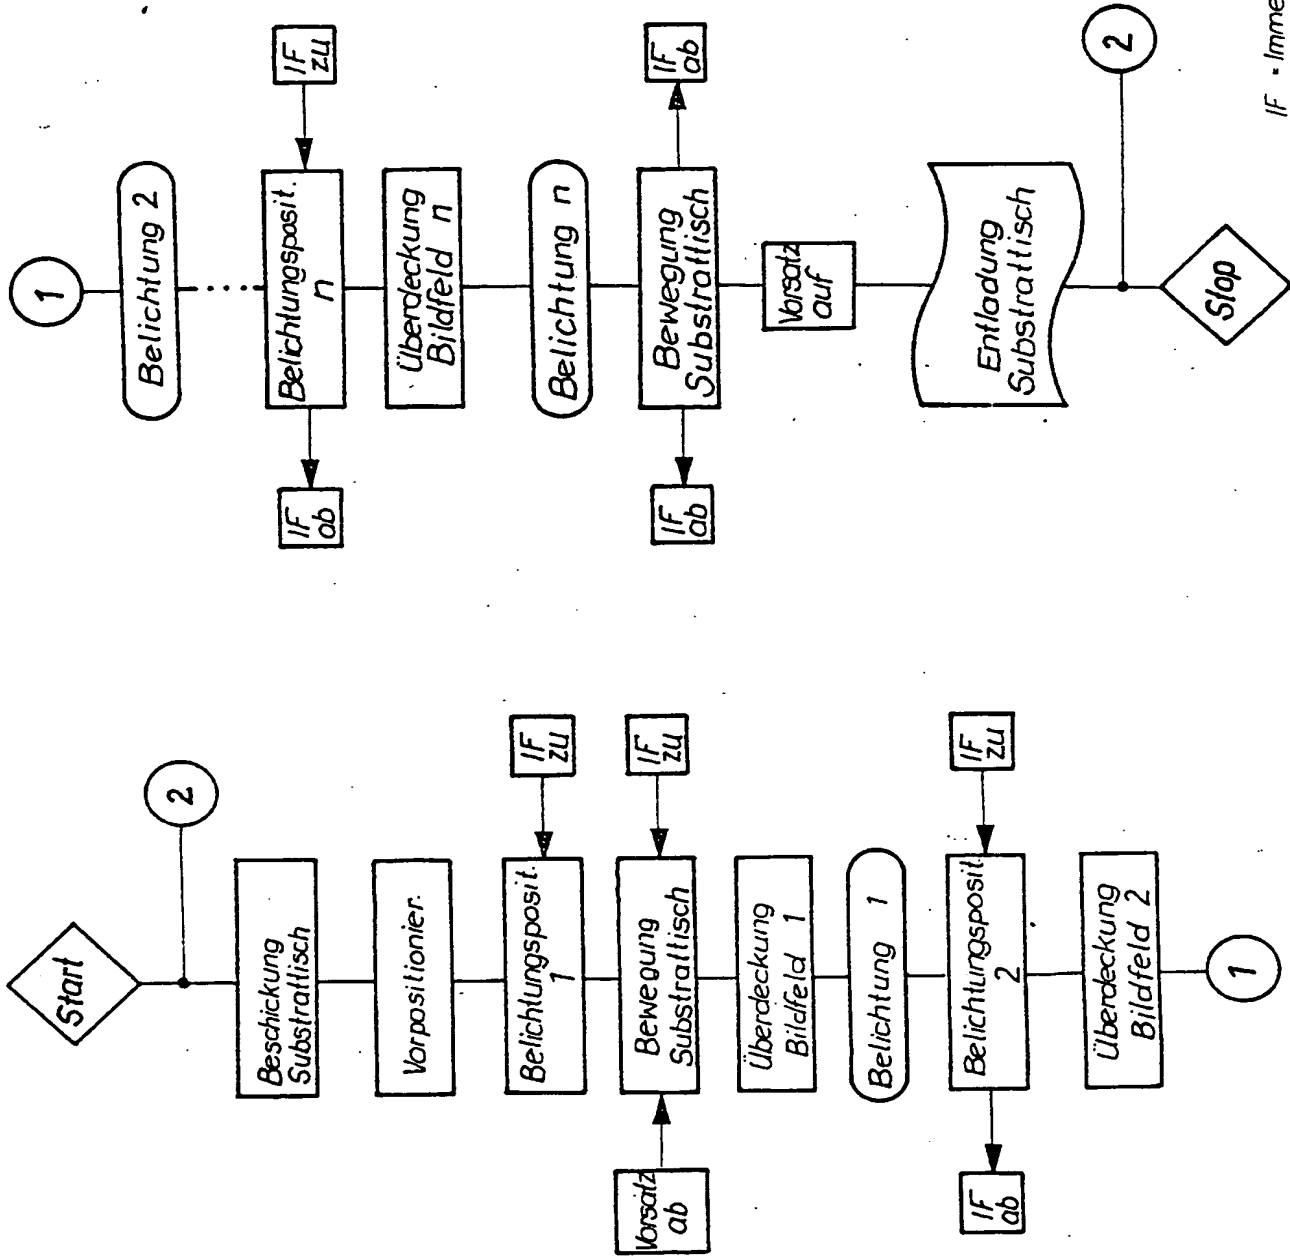 Start
2
Beschickung
Substrattisch
Vorpositionier.
Belichtungsposit.
1
IF
zu
Vorsatz
ab
Bewegung
Substrattisch
IF
zu
Überdeckung
Bildfeld 1
Belichtung 1
IF
ab
Belichtungsposit.
2
IF
zu
Überdeckung
Bildfeld 2
1
1
Belichtung 2
IF
ab
Belichtungsposit.
n
IF
zu
Überdeckung
Bildfeld n
Belichtung n
IF
ab
Bewegung
Substrattisch
IF
ab
Vorsatz
auf
Entladung
Substrattisch
2
Stop
IF = Imme